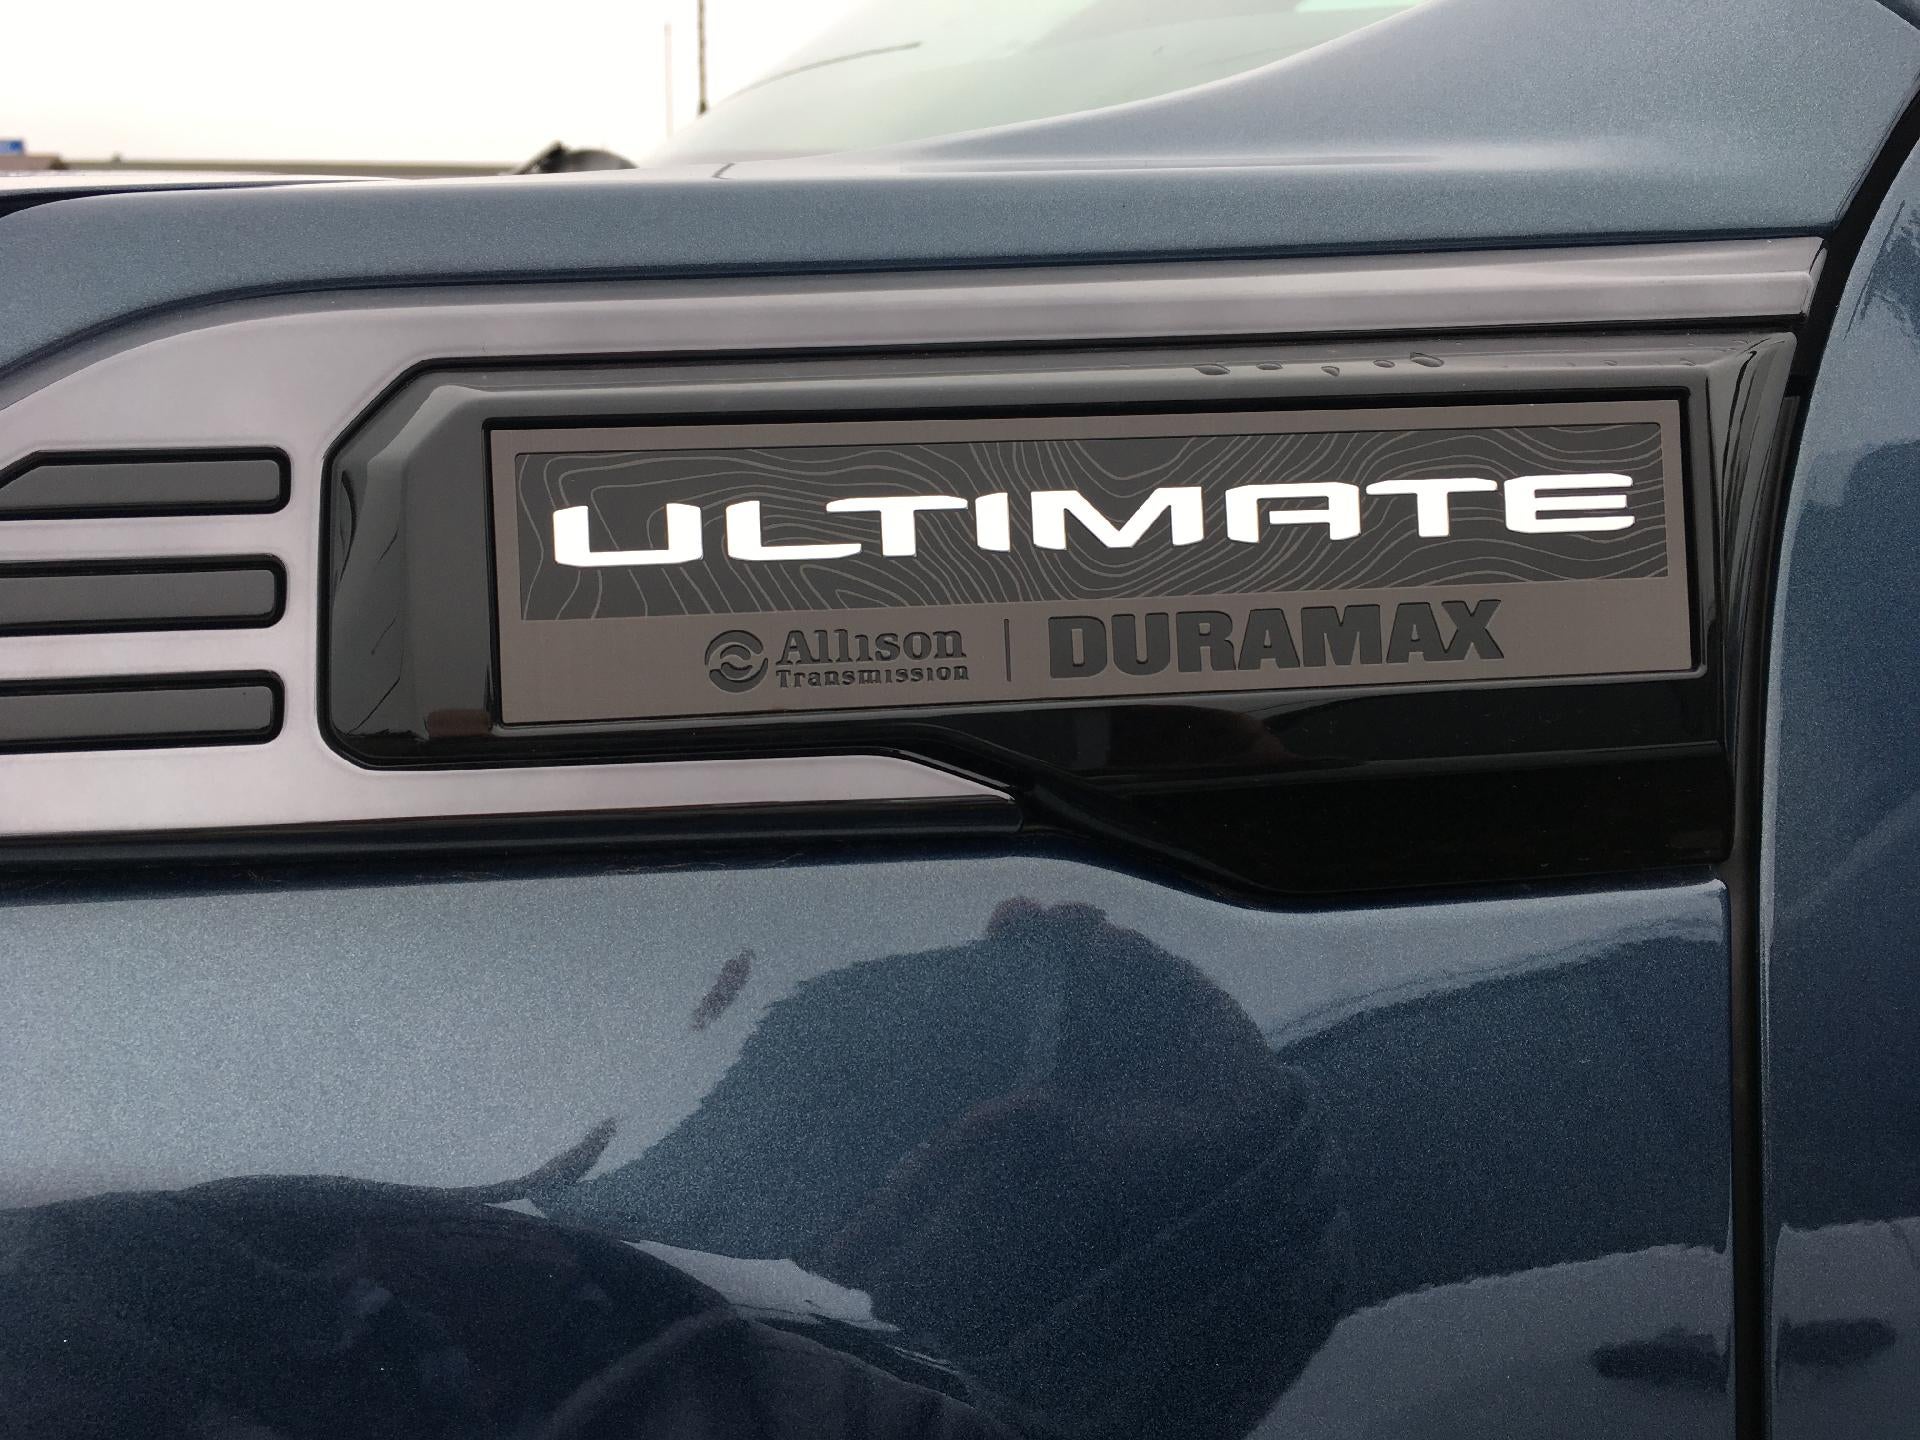 ULTIMATE
Allison DURAMAX
Transmission